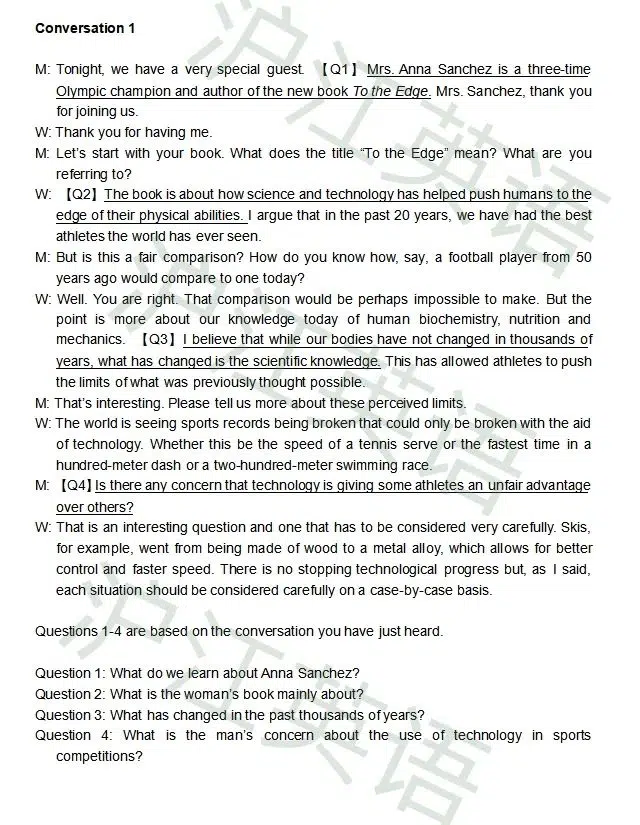 Conversation 1
M: Tonight, we have a very special guest. 【Q1】 Mrs. Anna Sanchez is a three-time
Olympic champion and author of the new book To the Edge. Mrs. Sanchez, thank you
for joining us.
W: Thank you for having me.
M: Let's start with your book. What does the title “To the Edge” mean? What are you
referring to?
W: 【Q2】 The book is about how science and technology has helped push humans to the
edge of their physical abilities. I argue that in the past 20 years, we have had the best
athletes the world has ever seen.
M: But is this a fair comparison? How do you know how, say, a football player from 50
years ago would compare to one today?
W: Well. You are right. That comparison would be perhaps impossible to make. But the
point is more about our knowledge today of human biochemistry, nutrition and
mechanics. 【Q3】 I believe that while our bodies have not changed in thousands of
years, what has changed is the scientific knowledge. This has allowed athletes to push
the limits of what was previously thought possible.
M: That's interesting. Please tell us more about these perceived limits.
W: The world is seeing sports records being broken that could only be broken with the aid
of technology. Whether this be the speed of a tennis serve or the fastest time in a
hundred-meter dash or a two-hundred-meter swimming race.
M: 【Q4】 Is there any concern that technology is giving some athletes an unfair advantage
over others?
W: That is an interesting question and one that has to be considered very carefully. Skis,
for example, went from being made of wood to a metal alloy, which allows for better
control and faster speed. There is no stopping technological progress but, as I said,
each situation should be considered carefully on a case-by-case basis.
Questions 1-4 are based on the conversation you have just heard.
Question 1: What do we learn about Anna Sanchez?
Question 2: What is the woman's book mainly about?
Question 3: What has changed in the past thousands of years?
Question 4: What is the man's concern about the use of technology in sports
competitions?
沪江英语
沪江英语
沪江英语